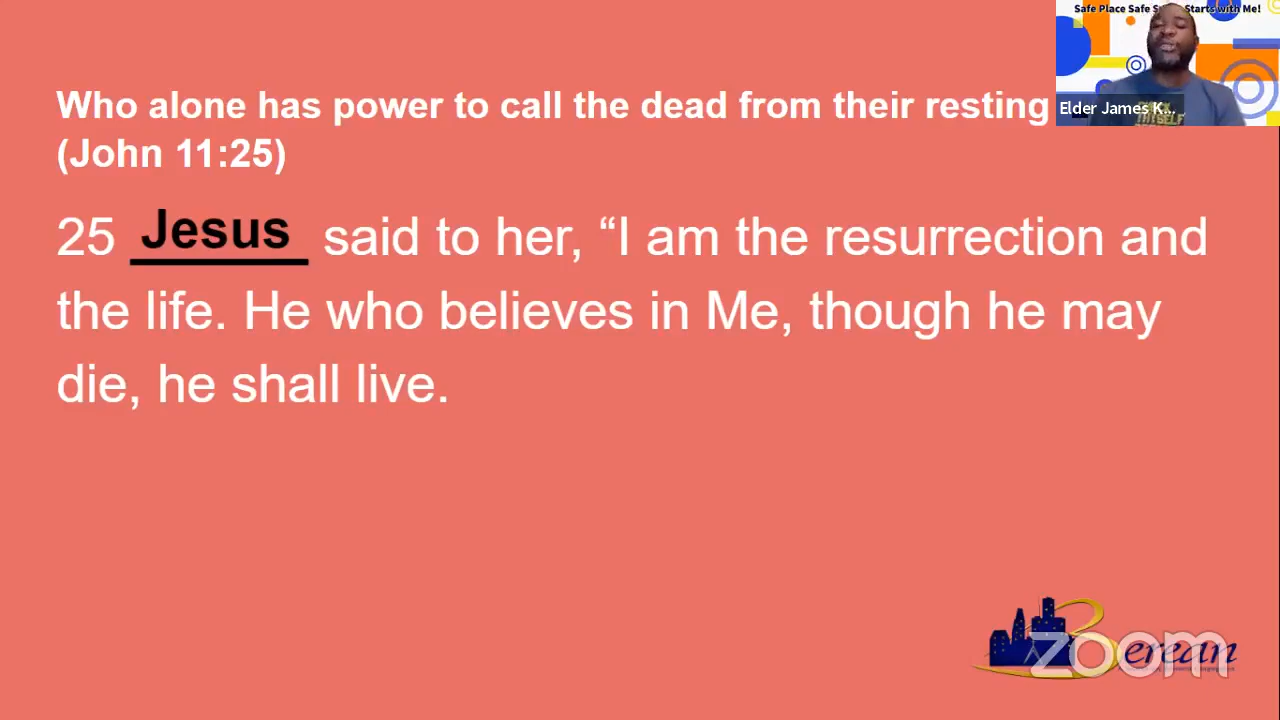 Safe Place Safe Starts with Me!
Elder James K...
Who alone has power to call the dead from their resting
(John 11:25)
25 Jesus said to her, “I am the resurrection and
the life. He who believes in Me, though he may
die, he shall live.
Berean
zoom